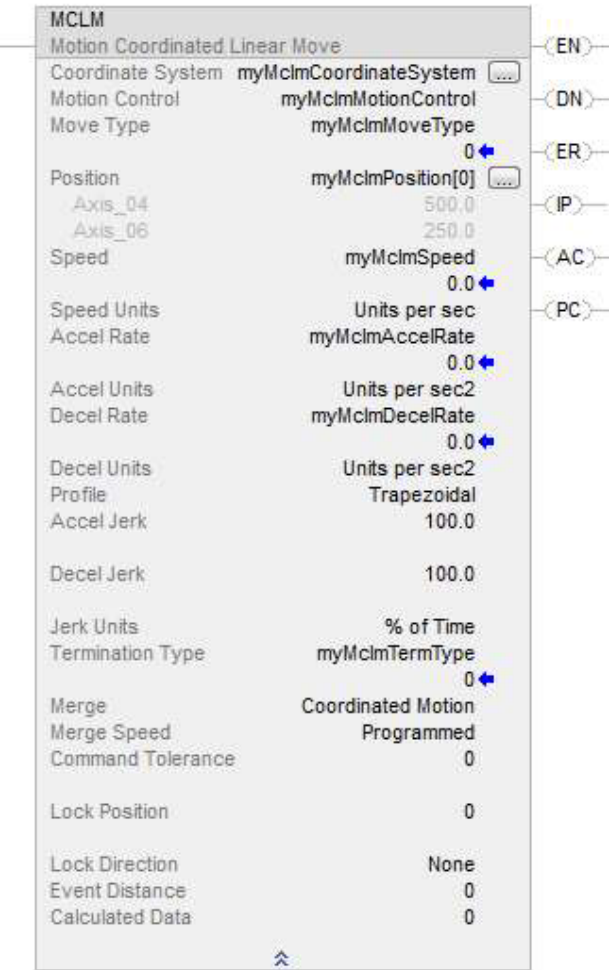 MCLM
Motion Coordinated Linear Move (EN)
Coordinate System myMclmCoordinateSystem ...
Motion Control myMclmMotionControl (DN)
Move Type myMclmMoveType
0 (ER)
Position myMclmPosition[0] ...
Axis_04 500.0 (IP)
Axis_06 250.0
Speed myMclmSpeed (AC)
0.0
Speed Units Units per sec (PC)
Accel Rate myMclmAccelRate
0.0
Accel Units Units per sec2
Decel Rate myMclmDecelRate
0.0
Decel Units Units per sec2
Profile Trapezoidal
Accel Jerk 100.0
Decel Jerk 100.0
Jerk Units % of Time
Termination Type myMclmTermType
0
Merge Coordinated Motion
Merge Speed Programmed
Command Tolerance 0
Lock Position 0
Lock Direction None
Event Distance 0
Calculated Data 0